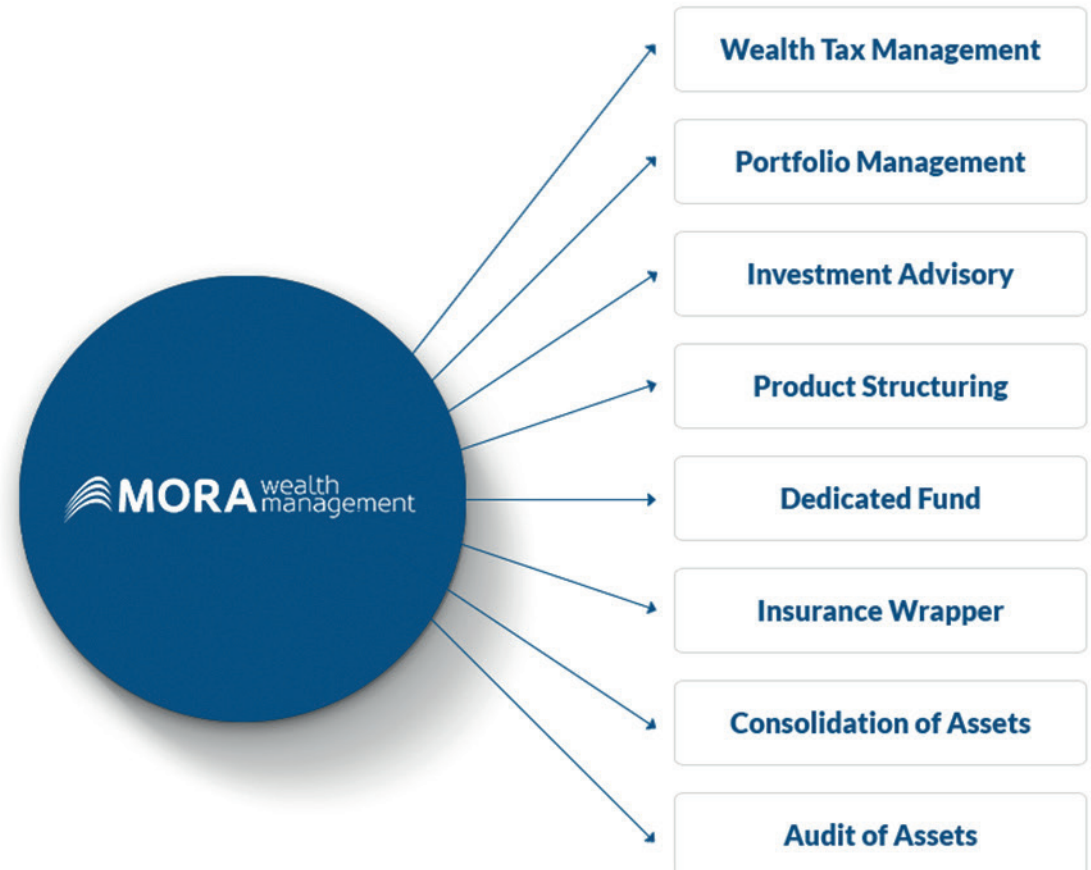 Wealth Tax Management
Portfolio Management
Investment Advisory
Product Structuring
MORA wealth management
Dedicated Fund
Insurance Wrapper
Consolidation of Assets
Audit of Assets